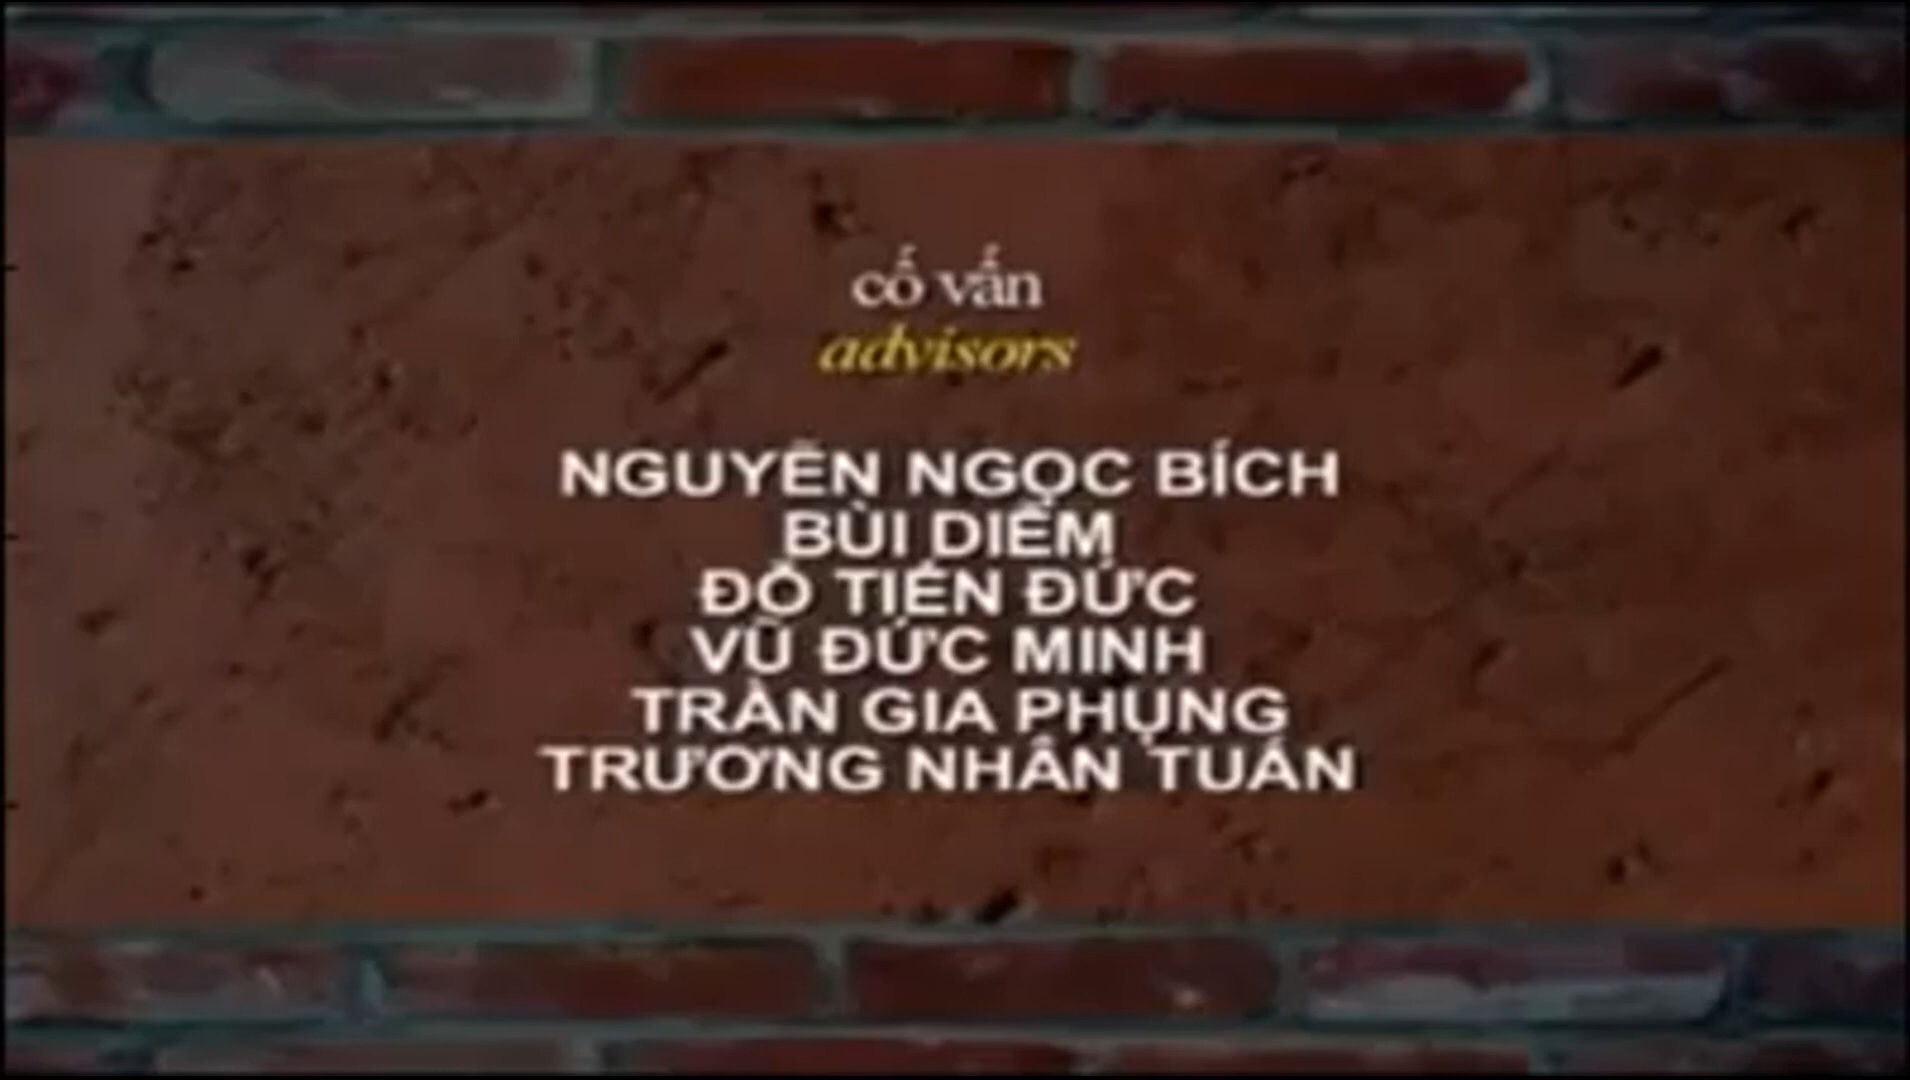 cố vấn
advisors
NGUYỄN NGỌC BÍCH
BÙI DIỄM
ĐỖ TIẾN ĐỨC
VŨ ĐỨC MINH
TRẦN GIA PHỤNG
TRƯƠNG NHÂN TUẤN